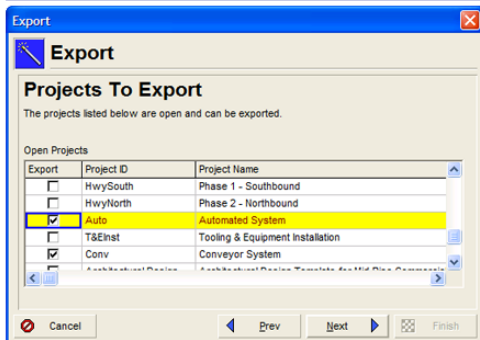 Export
Export
Projects To Export
The projects listed below are open and can be exported.
Open Projects
Export Project ID Project Name
HwySouth Phase 1 - Southbound
HwyNorth Phase 2 - Northbound
Auto Automated System
T&EInst Tooling & Equipment Installation
Conv Conveyor System
Cancel Prev Next Finish